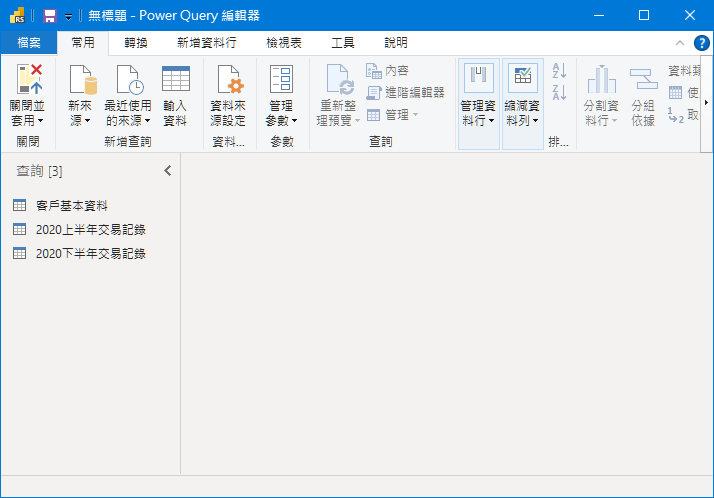 RS
無標題 - Power Query 編輯器
檔案 常用 轉換 新增資料行 檢視表 工具 說明
?
關閉並
套用
關閉
新來
源
最近使用
的來源
輸入
資料
新增查詢
資料來
源設定
資料...
管理
參數
參數
重新整
理預覽
內容
進階編輯器
管理
查詢
管理資
料行
縮減資
料列
A
Z
Z
A
排...
分割資
料行
分組
依據
資料類
使
1 2 取
查詢 [3]
客戶基本資料
2020上半年交易記錄
2020下半年交易記錄